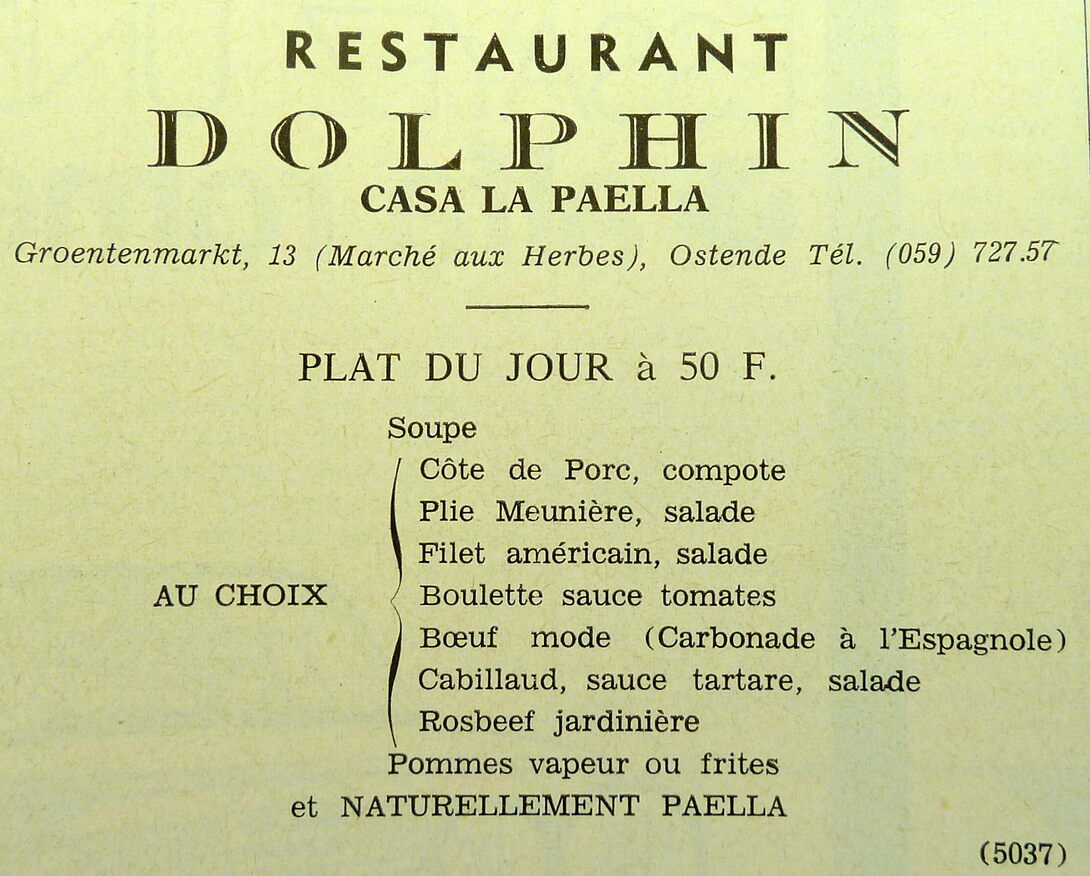 RESTAURANT
DOLPHIN
CASA LA PAELLA
Groentenmarkt, 13 (Marché aux Herbes), Ostende Tél. (059) 727.57
PLAT DU JOUR à 50 F.
Soupe
Côte de Porc, compote
Plie Meunière, salade
Filet américain, salade
AU CHOIX Boulette sauce tomates
Bœuf mode (Carbonade à l'Espagnole)
Cabillaud, sauce tartare, salade
Rosbeef jardinière
Pommes vapeur ou frites
et NATURELLEMENT PAELLA
(5037)